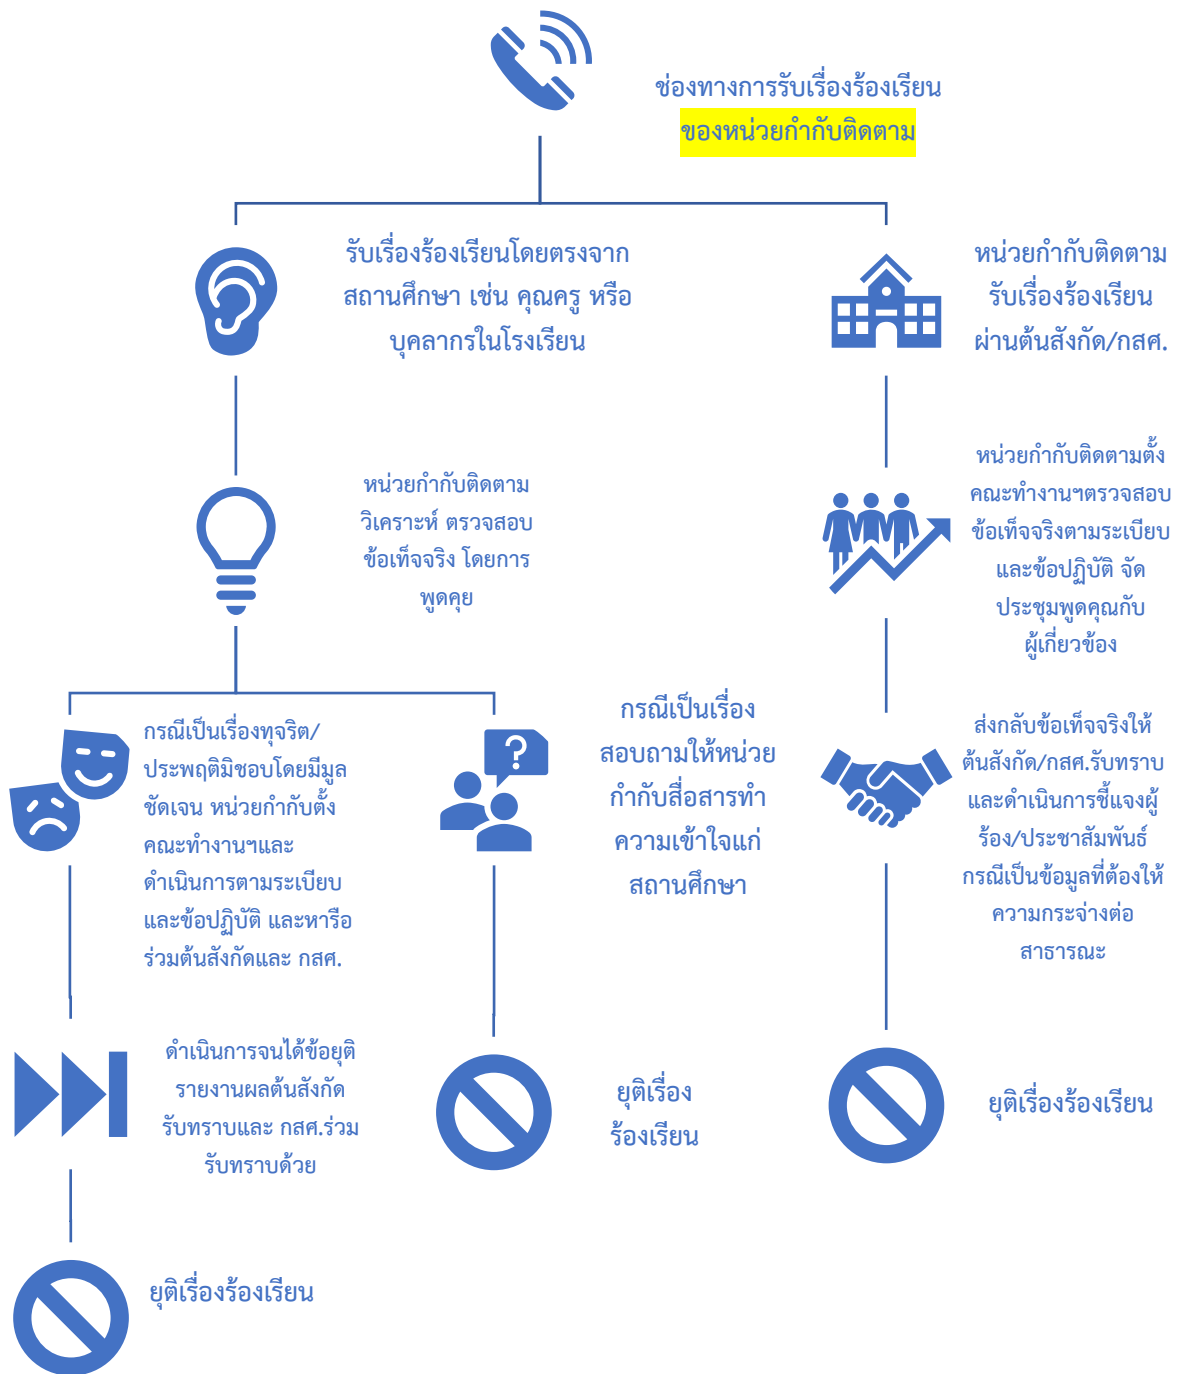 ช่องทางการรับเรื่องร้องเรียน
ของหน่วยกำกับติดตาม
รับเรื่องร้องเรียนโดยตรงจาก
สถานศึกษา เช่น คุณครู หรือ
บุคลากรในโรงเรียน
หน่วยกำกับติดตาม
รับเรื่องร้องเรียน
ผ่านต้นสังกัด/กสศ.
หน่วยกำกับติดตาม
วิเคราะห์ ตรวจสอบ
ข้อเท็จจริง โดยการ
พูดคุย
หน่วยกำกับติดตามตั้ง
คณะทำงานฯตรวจสอบ
ข้อเท็จจริงตามระเบียบ
และข้อปฏิบัติ จัด
ประชุมพูดคุณกับ
ผู้เกี่ยวข้อง
กรณีเป็นเรื่องทุจริต/
ประพฤติมิชอบโดยมีมูล
ชัดเจน หน่วยกำกับตั้ง
คณะทำงานฯและ
ดำเนินการตามระเบียบ
และข้อปฏิบัติ และหารือ
ร่วมต้นสังกัดและ กสศ.
?
กรณีเป็นเรื่อง
สอบถามให้หน่วย
กำกับสื่อสารทำ
ความเข้าใจแก่
สถานศึกษา
ส่งกลับข้อเท็จจริงให้
ต้นสังกัด/กสศ.รับทราบ
และดำเนินการชี้แจงผู้
ร้อง/ประชาสัมพันธ์
กรณีเป็นข้อมูลที่ต้องให้
ความกระจ่างต่อ
สาธารณะ
ดำเนินการจนได้ข้อยุติ
รายงานผลต้นสังกัด
รับทราบและ กสศ.ร่วม
รับทราบด้วย
ยุติเรื่อง
ร้องเรียน
ยุติเรื่องร้องเรียน
ยุติเรื่องร้องเรียน